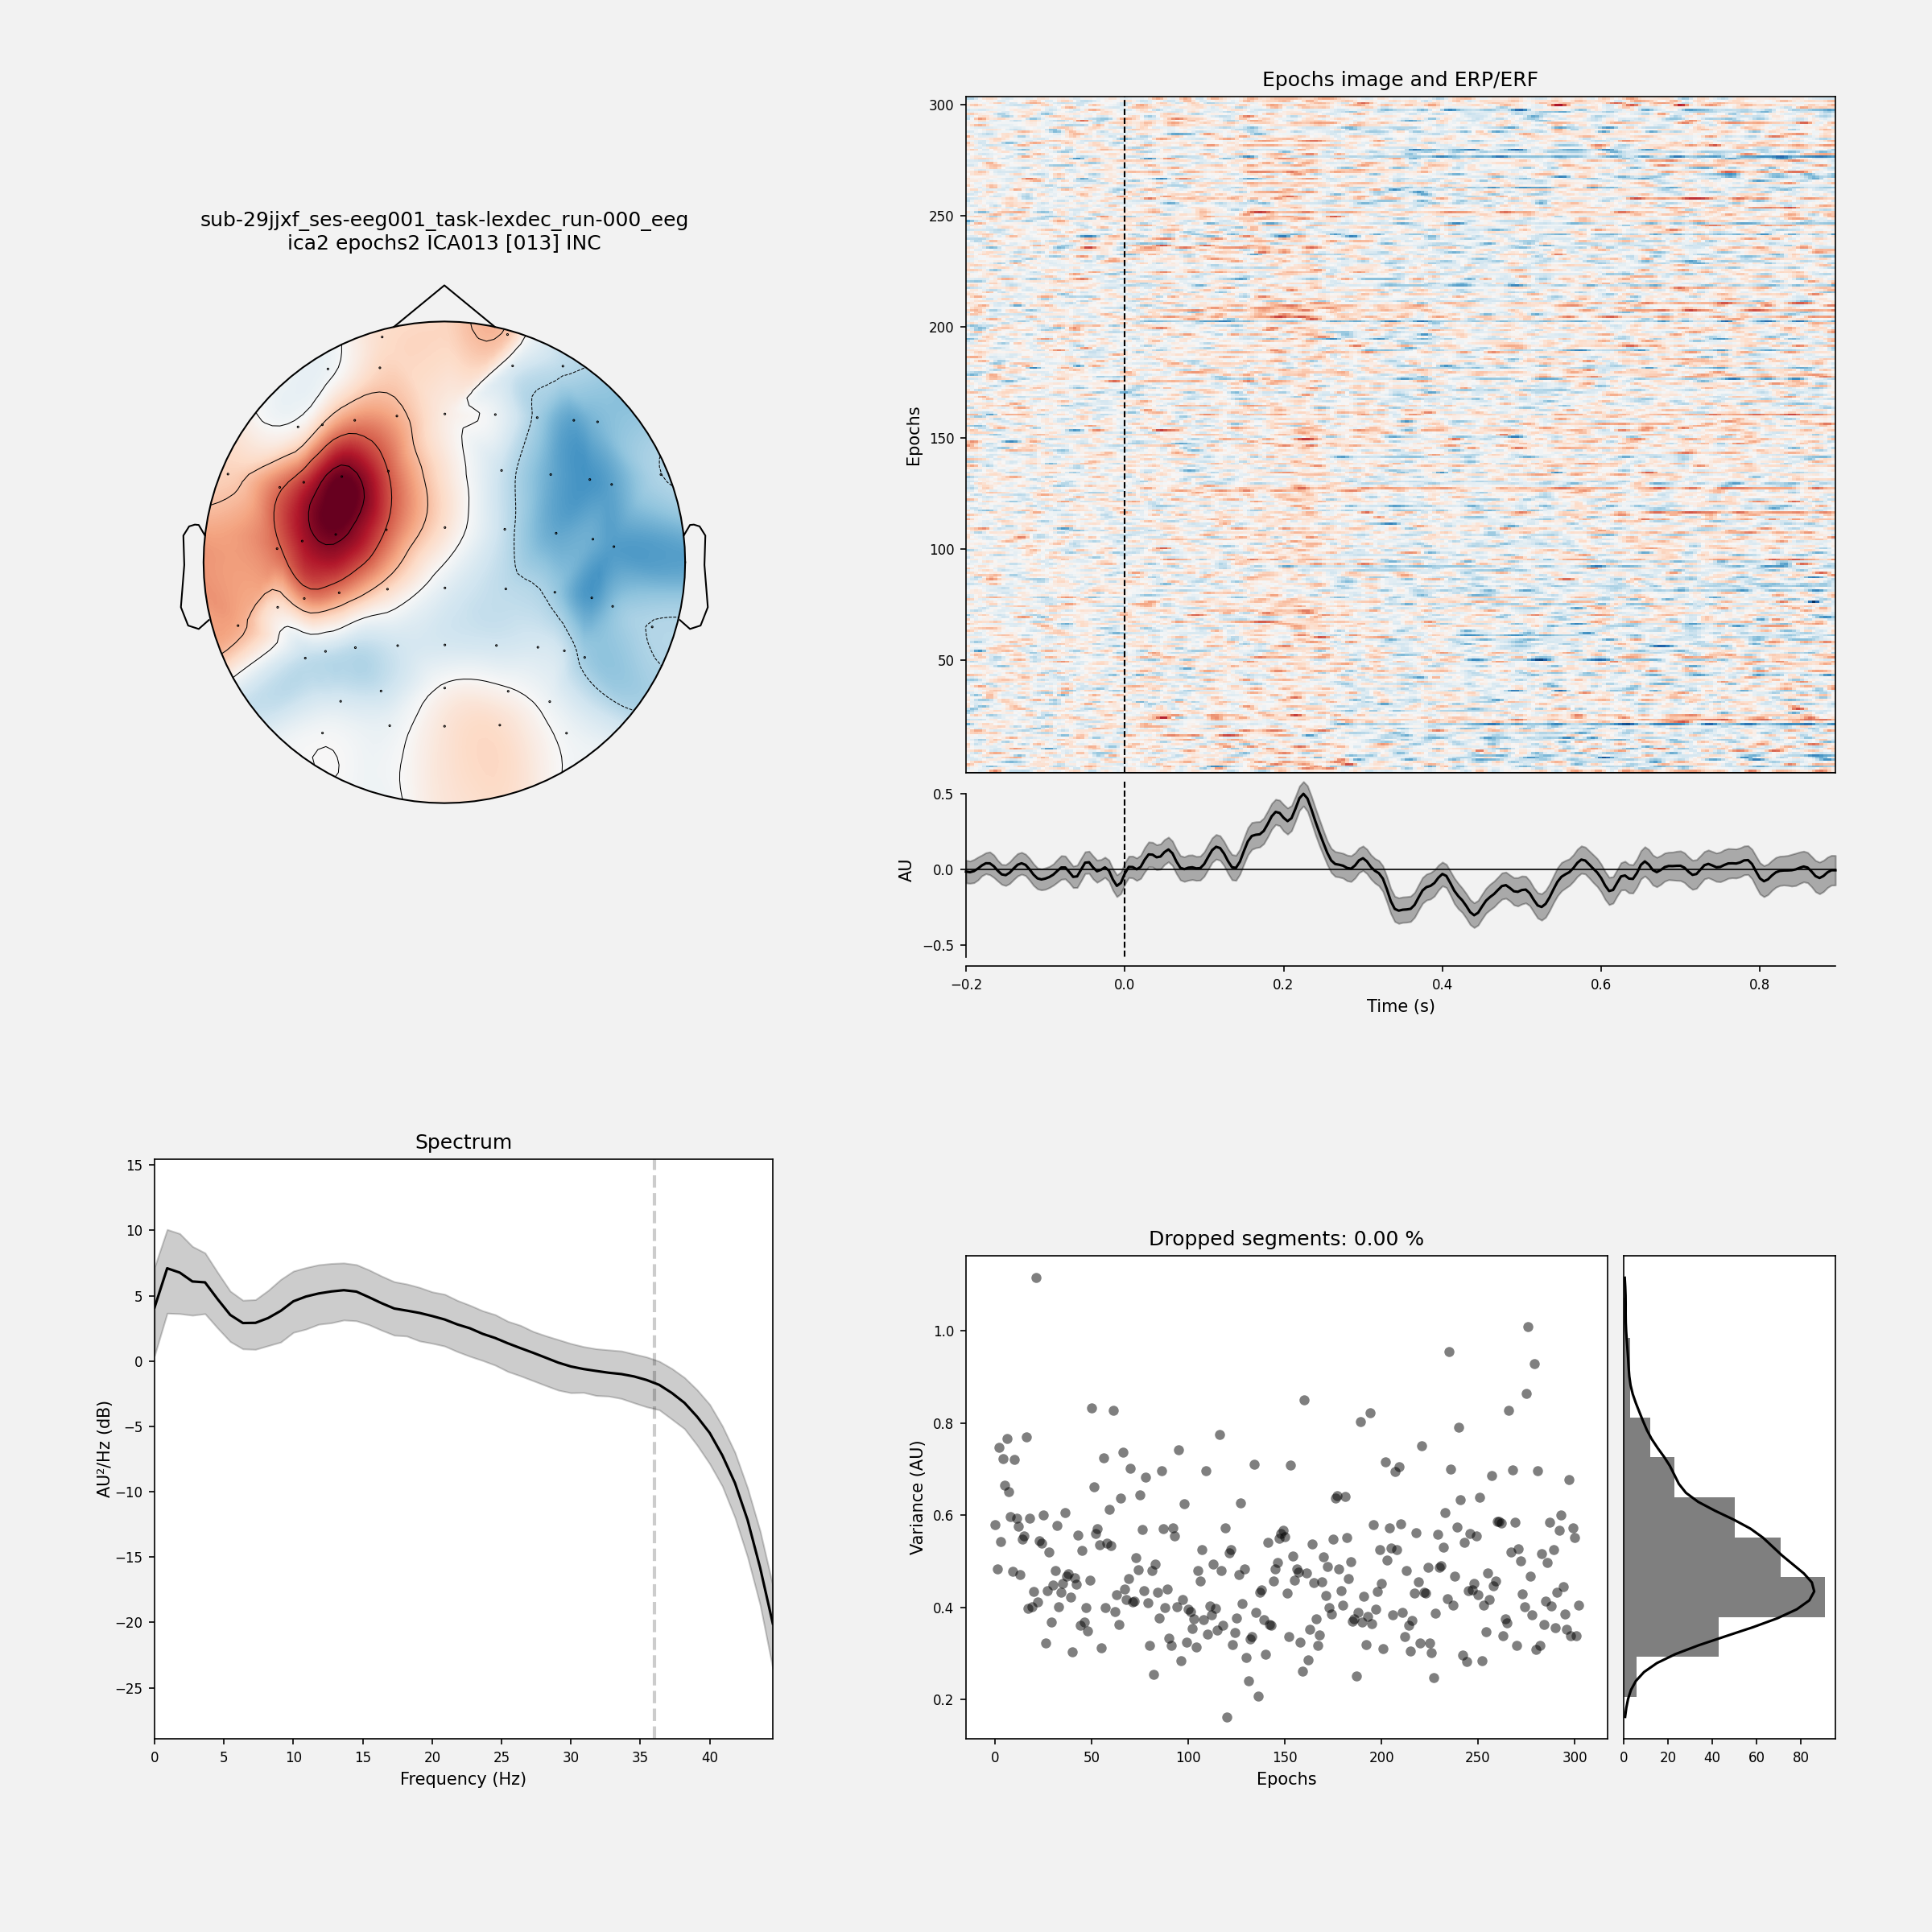 sub-29jjxf_ses-eeg001_task-lexdec_run-000_eeg
ica2 epochs2 ICA013 [013] INC
Epochs image and ERP/ERF
300
250
200
150
100
50
Epochs
0.5
0.0
−0.5
AU
−0.2 0.0 0.2 0.4 0.6 0.8
Time (s)
Spectrum
15
10
5
0
−5
−10
−15
−20
−25
AU²/Hz (dB)
0 5 10 15 20 25 30 35 40
Frequency (Hz)
Dropped segments: 0.00 %
1.0
0.8
0.6
0.4
0.2
Variance (AU)
0 50 100 150 200 250 300
Epochs
0 20 40 60 80